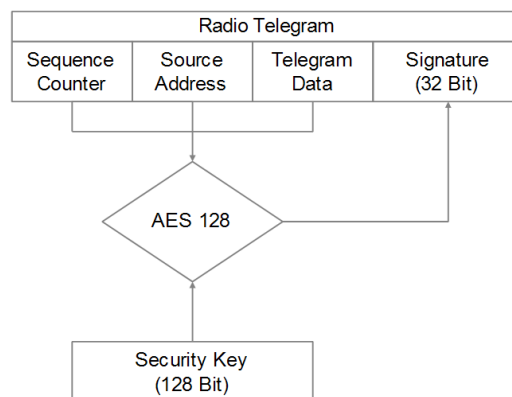 Radio Telegram
Sequence
Counter
Source
Address
Telegram
Data
Signature
(32 Bit)
AES 128
Security Key
(128 Bit)